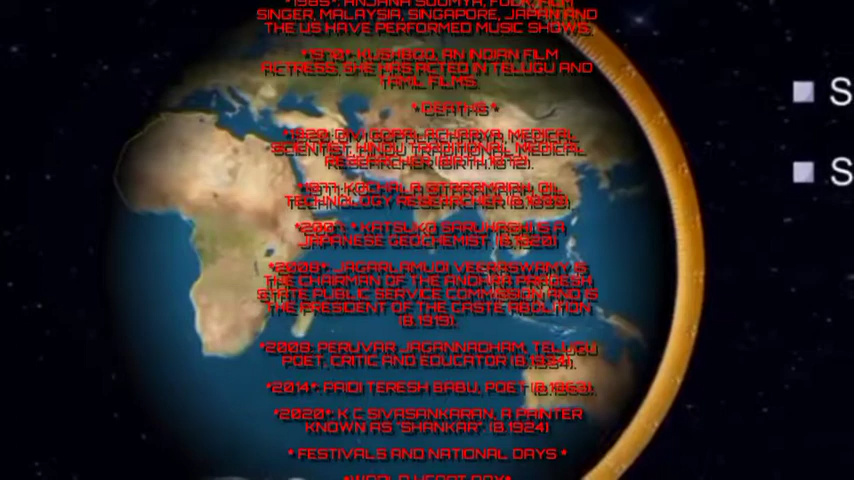 *1985*: ANJANA SOUMYA, FOLK, FILM
SINGER, MALAYSIA, SINGAPORE, JAPAN AND
THE US HAVE PERFORMED MUSIC SHOWS.
*1970*: KUSHBOO, AN INDIAN FILM
ACTRESS. SHE HAS ACTED IN TELUGU AND
TAMIL FILMS.
* DEATHS *
*1920: DIVI GOPALACHARYA, MEDICAL
SCIENTIST, HINDU TRADITIONAL MEDICAL
RESEARCHER (BIRTH.1872).
*1977: KOCHALA SITARAMAIAH, OIL
TECHNOLOGY RESEARCHER (B.1899).
*2007: * KATSUKO SARUHASHI IS A
JAPANESE GEOCHEMIST. (B.1920)
*2008*: JAGARLAMUDI VEERASWAMY IS
THE CHAIRMAN OF THE ANDHRA PRADESH
STATE PUBLIC SERVICE COMMISSION AND IS
THE PRESIDENT OF THE CASTE ABOLITION
(B.1919).
*2008: PERUVAR JAGANNADHAM, TELUGU
POET, CRITIC AND EDUCATOR (B.1934).
*2014*: PAIDI TERESH BABU, POET (B.1963).
*2020*: K C SIVASANKARAN, A PAINTER
KNOWN AS "SHANKAR". (B.1924)
* FESTIVALS AND NATIONAL DAYS *
*WORLD HEART DAY*
S
S